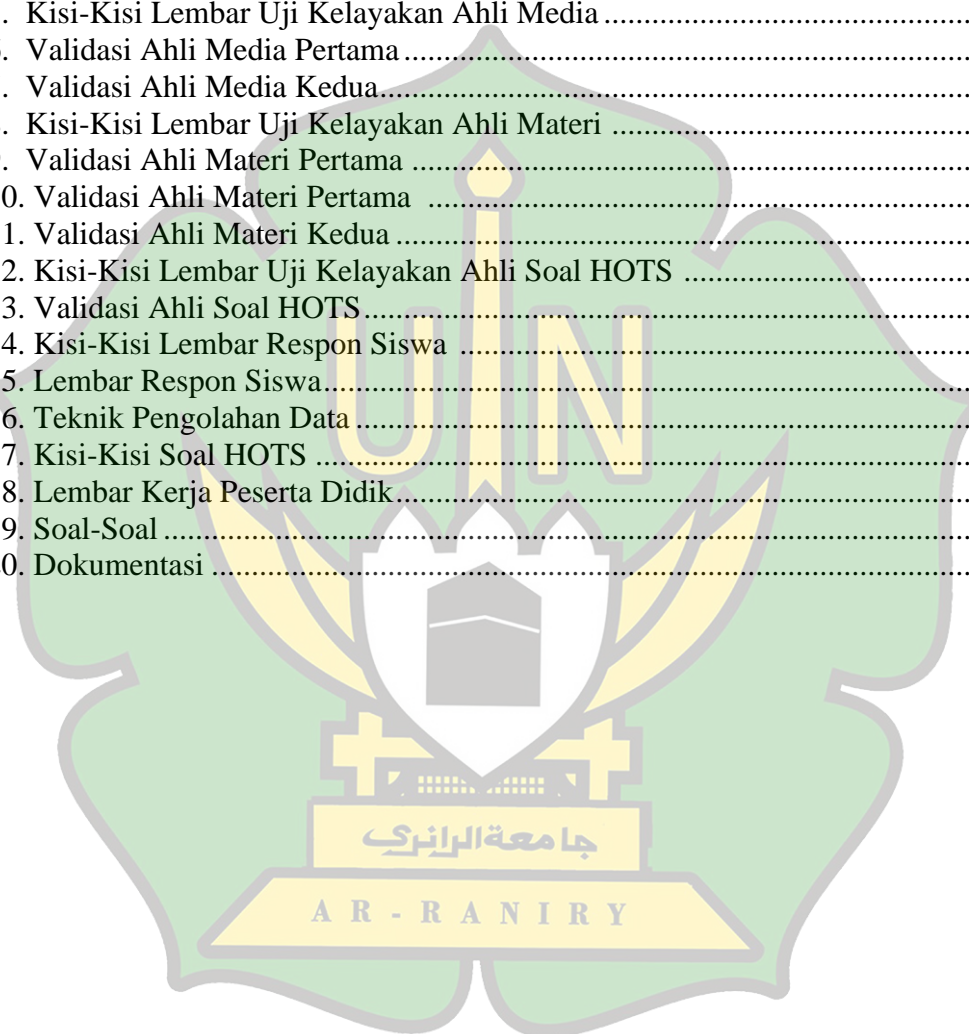 . Kisi-Kisi Lembar Uji Kelayakan Ahli Media ........................................
. Validasi Ahli Media Pertama ........................................
. Validasi Ahli Media Kedua ........................................
. Kisi-Kisi Lembar Uji Kelayakan Ahli Materi ........................................
. Validasi Ahli Materi Pertama ........................................
0. Validasi Ahli Materi Pertama ........................................
1. Validasi Ahli Materi Kedua ........................................
2. Kisi-Kisi Lembar Uji Kelayakan Ahli Soal HOTS ........................................
3. Validasi Ahli Soal HOTS ........................................
4. Kisi-Kisi Lembar Respon Siswa ........................................
5. Lembar Respon Siswa ........................................
6. Teknik Pengolahan Data ........................................
7. Kisi-Kisi Soal HOTS ........................................
8. Lembar Kerja Peserta Didik ........................................
9. Soal-Soal ........................................
0. Dokumentasi ........................................
UIN
جامعة الرانري
AR-RANIRY